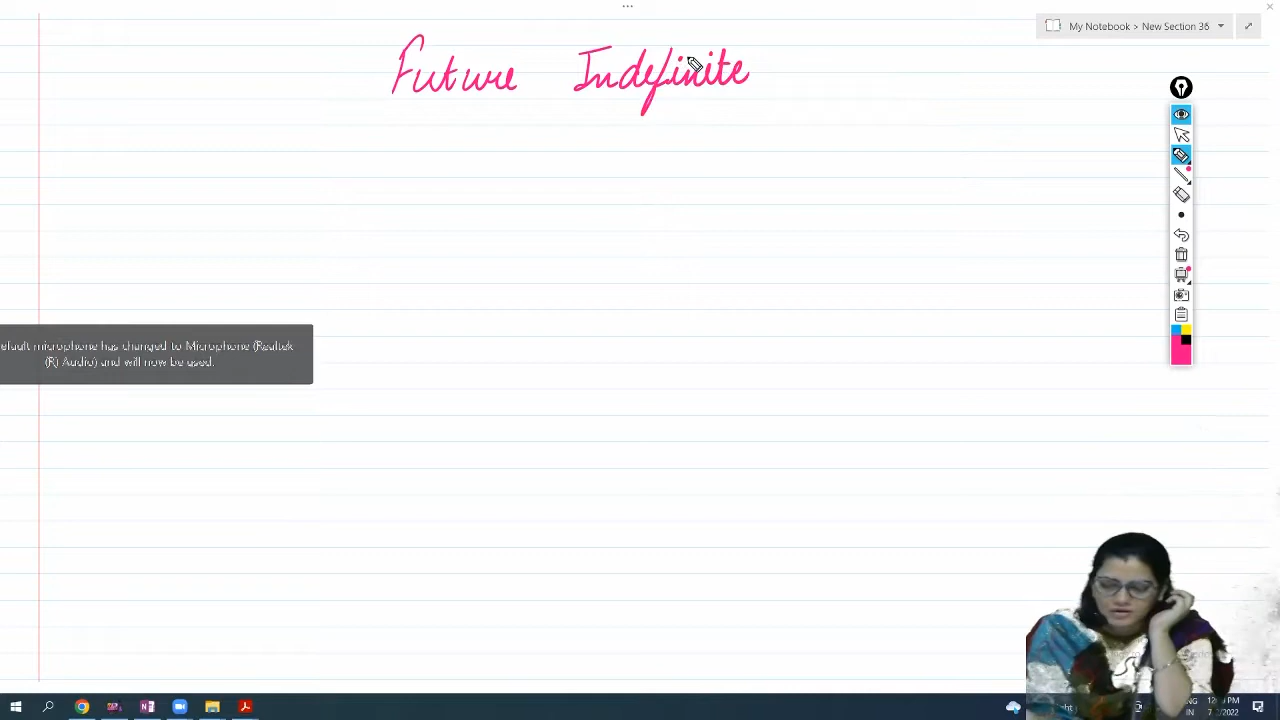 My Notebook > New Section 36
Future Indefinite
efault microphone has changed to Microphone (Realtek
(R) Audio) and will now be used.
IN